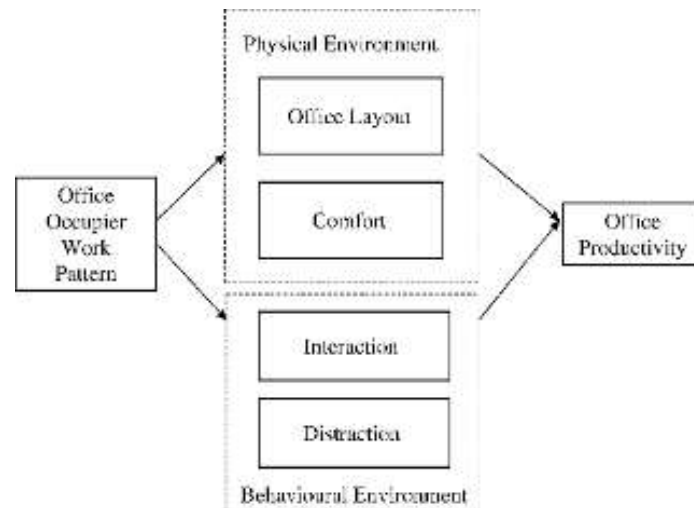 Physical Environment
Office Layout
Comfort
Office
Occupier
Work
Pattern
Office
Productivity
Interaction
Distraction
Behavioural Environment